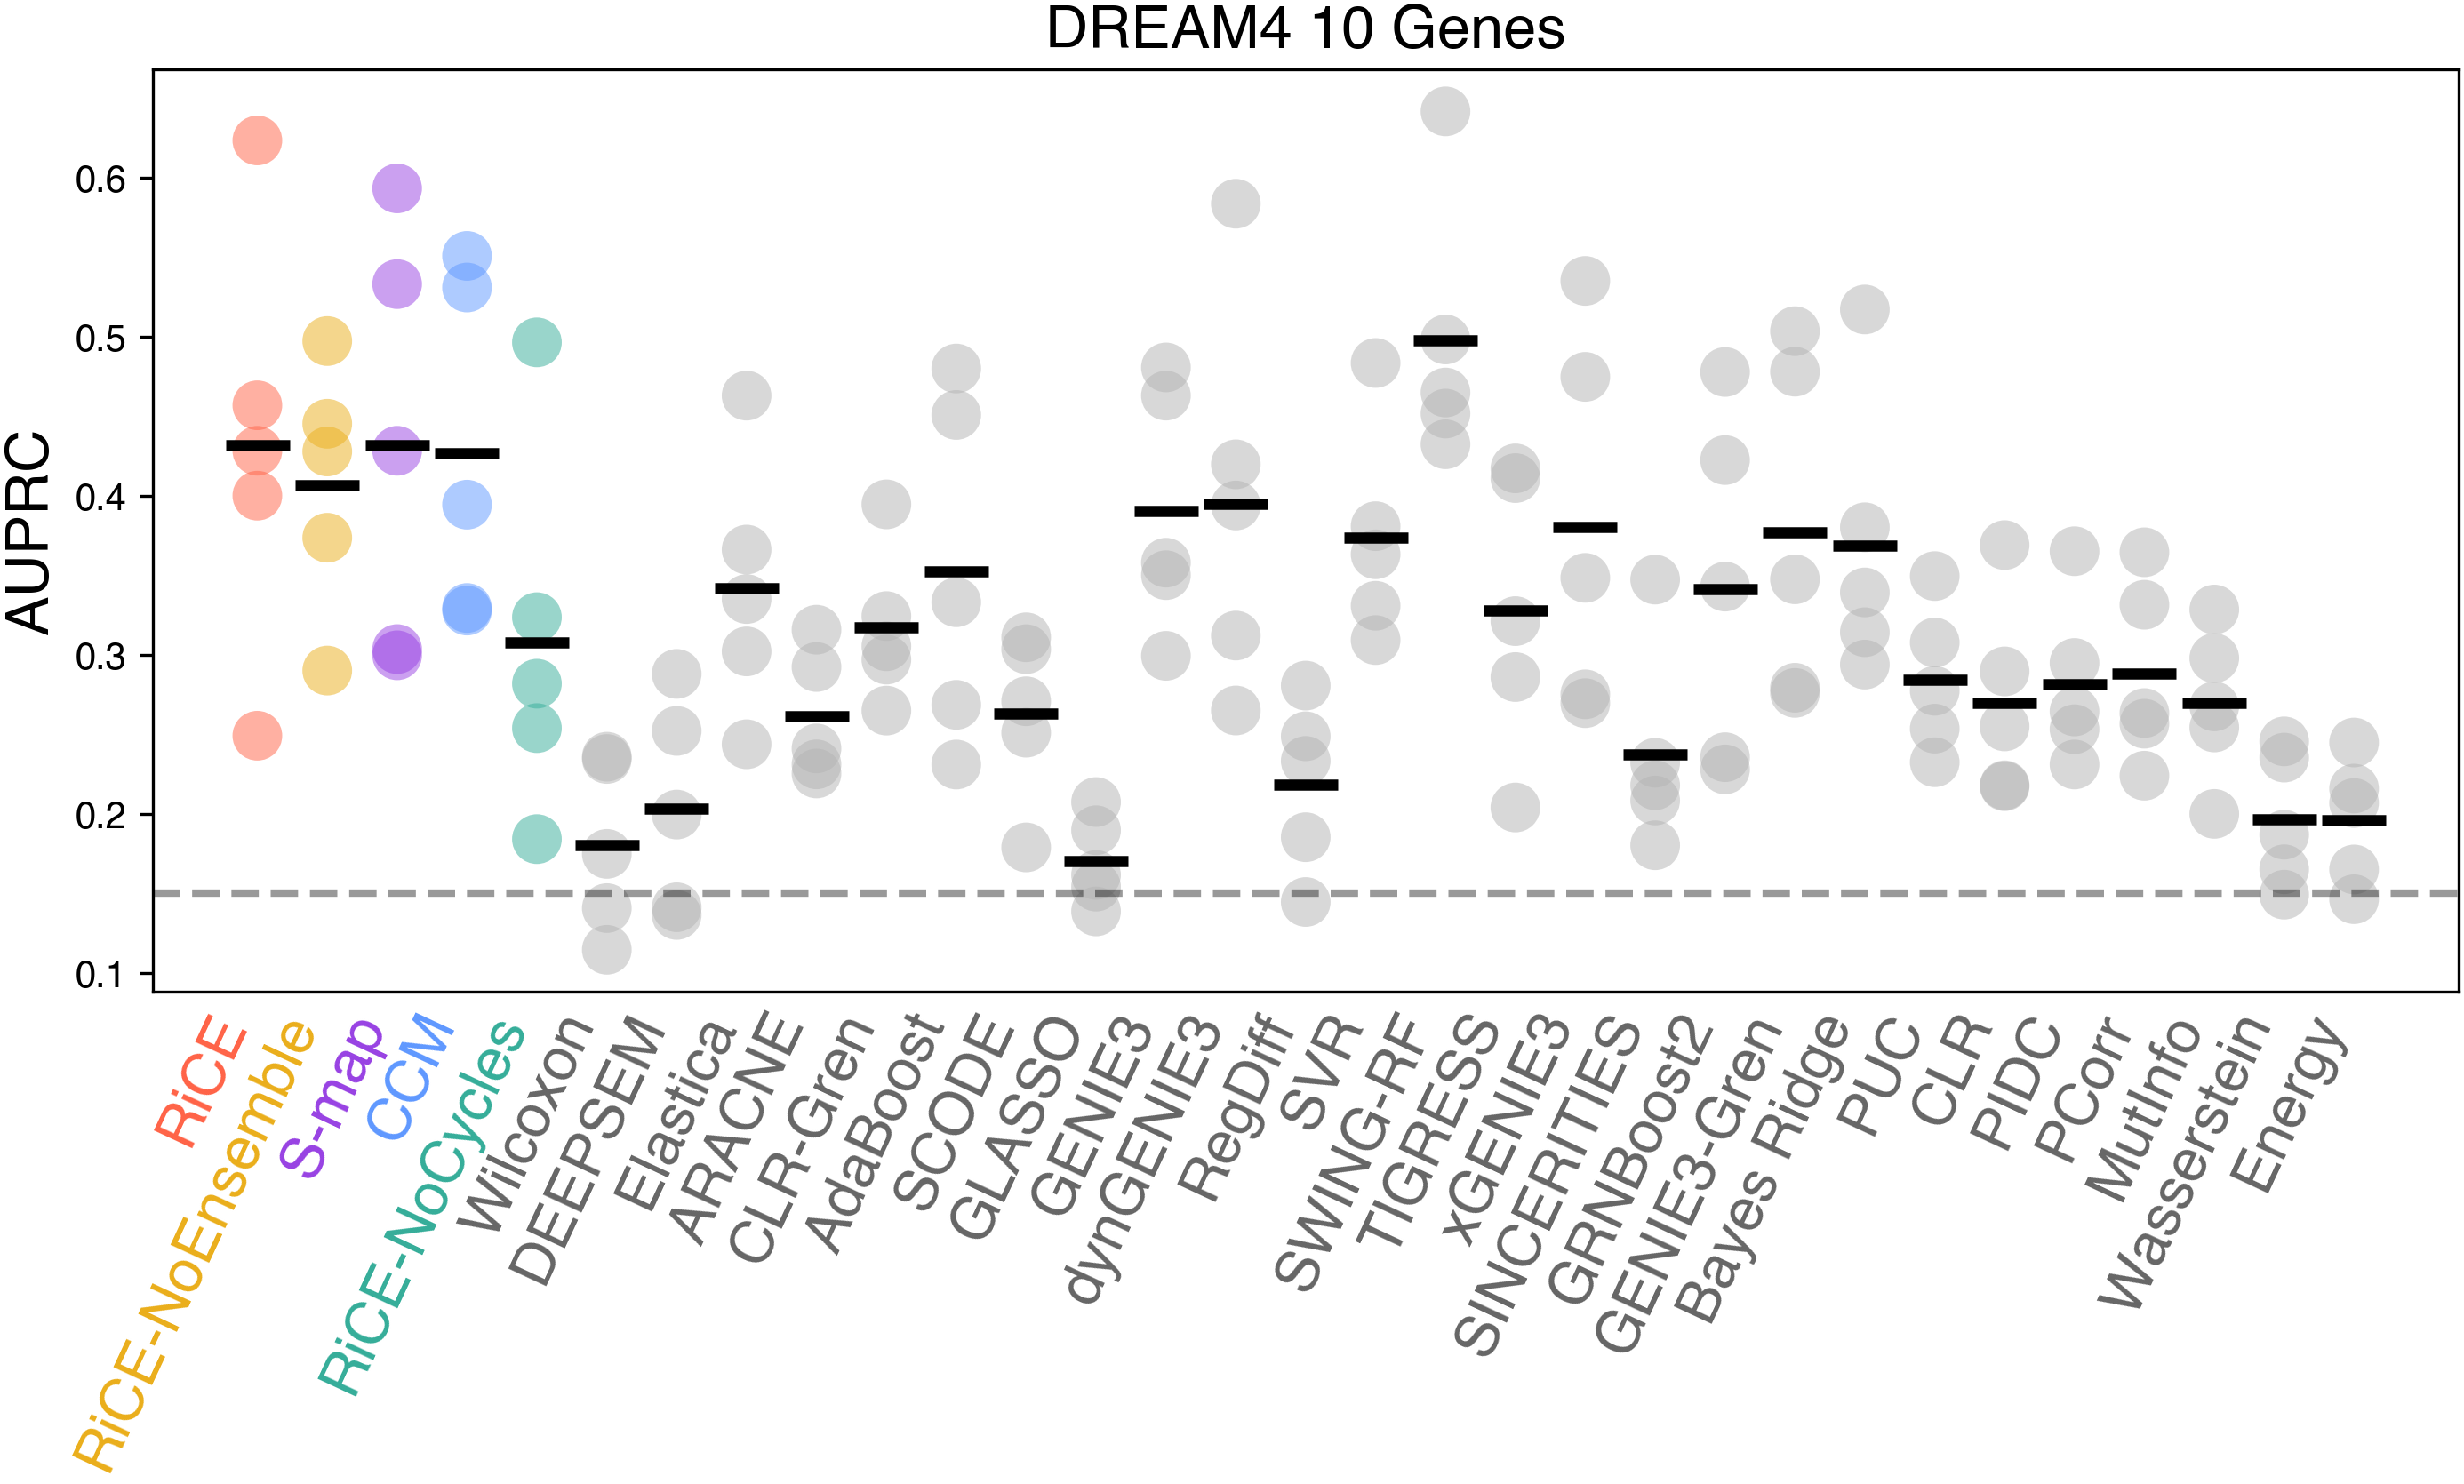 DREAM4 10 Genes
AUPRC
0.6
0.5
0.4
0.3
0.2
0.1
RiCE
RiCE-NoEnsemble
S-map
CCM
RiCE-NoCycles
Wilcoxon
DEEPSEM
Elastica
ARACNE
CLR-Gren
AdaBoost
SCODE
GLASSO
GENIE3
dynGENIE3
RegDiff
SVR
SWING-RF
TIGRESS
xGENIE3
SINCERITIES
GRNBoost2
GENIE3-Gren
Bayes Ridge
PUC
CLR
PIDC
PCorr
MutInfo
Wasserstein
Energy